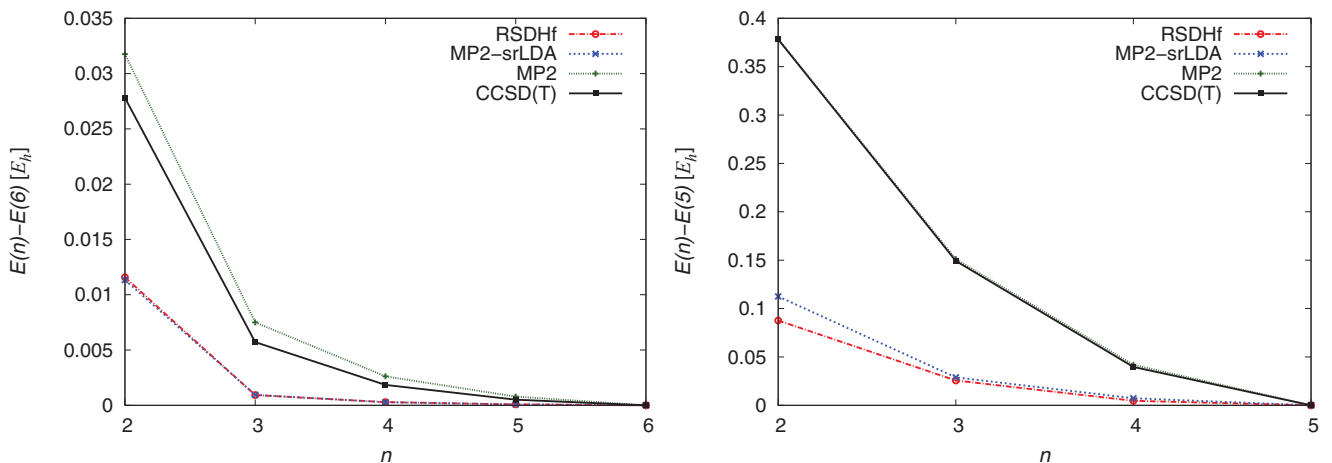 0.035
0.03
0.025
0.02
0.015
0.01
0.005
0
E(n)−E(6) [E_h]
2 3 4 5 6
n
RSDHf
MP2−srLDA
MP2
CCSD(T)
0.4
0.35
0.3
0.25
0.2
0.15
0.1
0.05
0
E(n)−E(5) [E_h]
2 3 4 5
n
RSDHf
MP2−srLDA
MP2
CCSD(T)